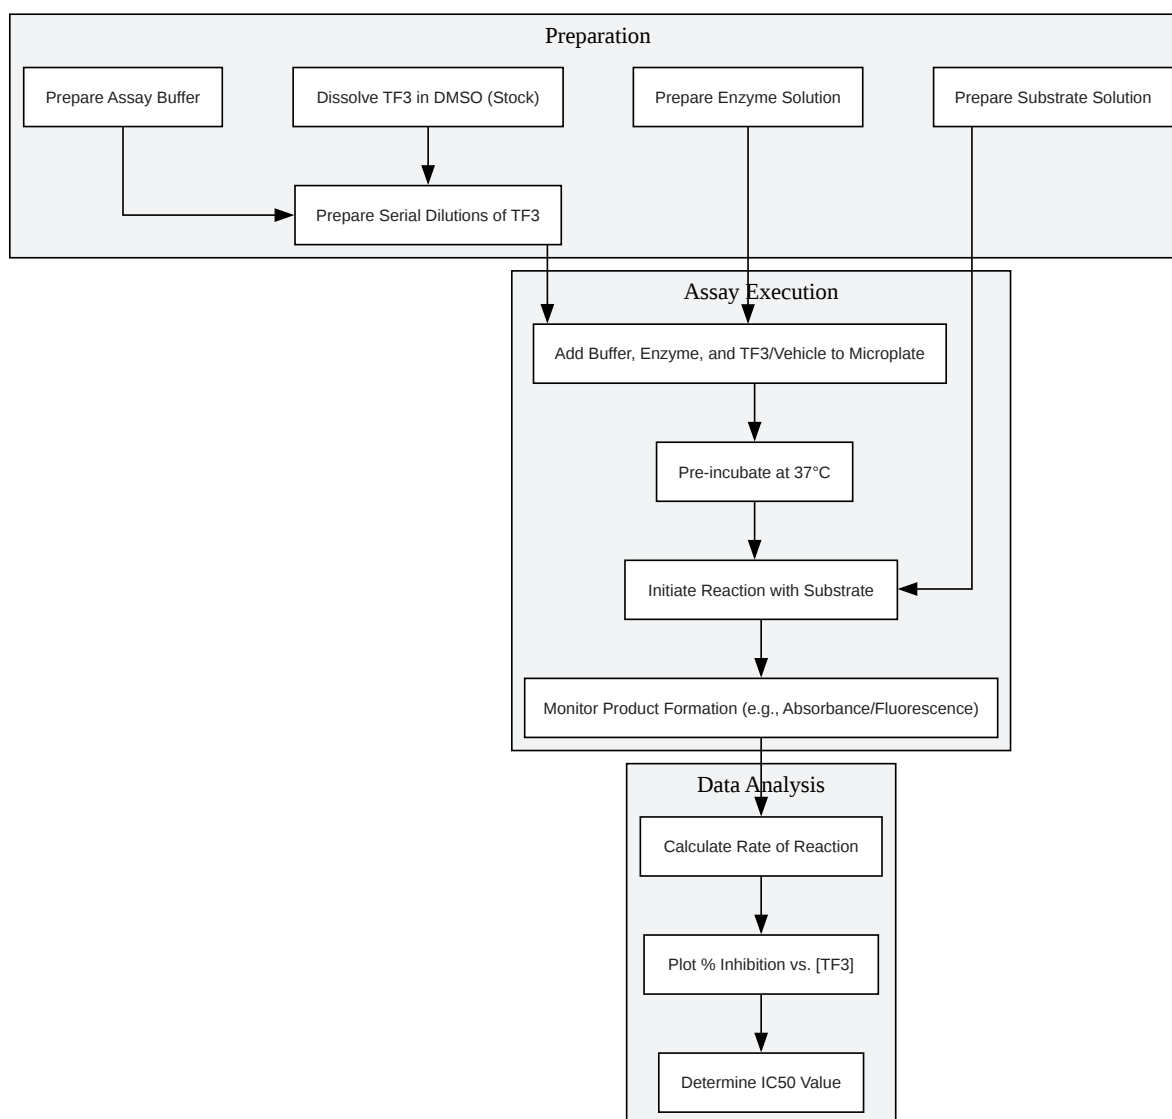 Preparation
Prepare Assay Buffer
Dissolve TF3 in DMSO (Stock)
Prepare Enzyme Solution
Prepare Substrate Solution
Prepare Serial Dilutions of TF3
Assay Execution
Add Buffer, Enzyme, and TF3/Vehicle to Microplate
Pre-incubate at 37°C
Initiate Reaction with Substrate
Monitor Product Formation (e.g., Absorbance/Fluorescence)
Data Analysis
Calculate Rate of Reaction
Plot % Inhibition vs. [TF3]
Determine IC50 Value